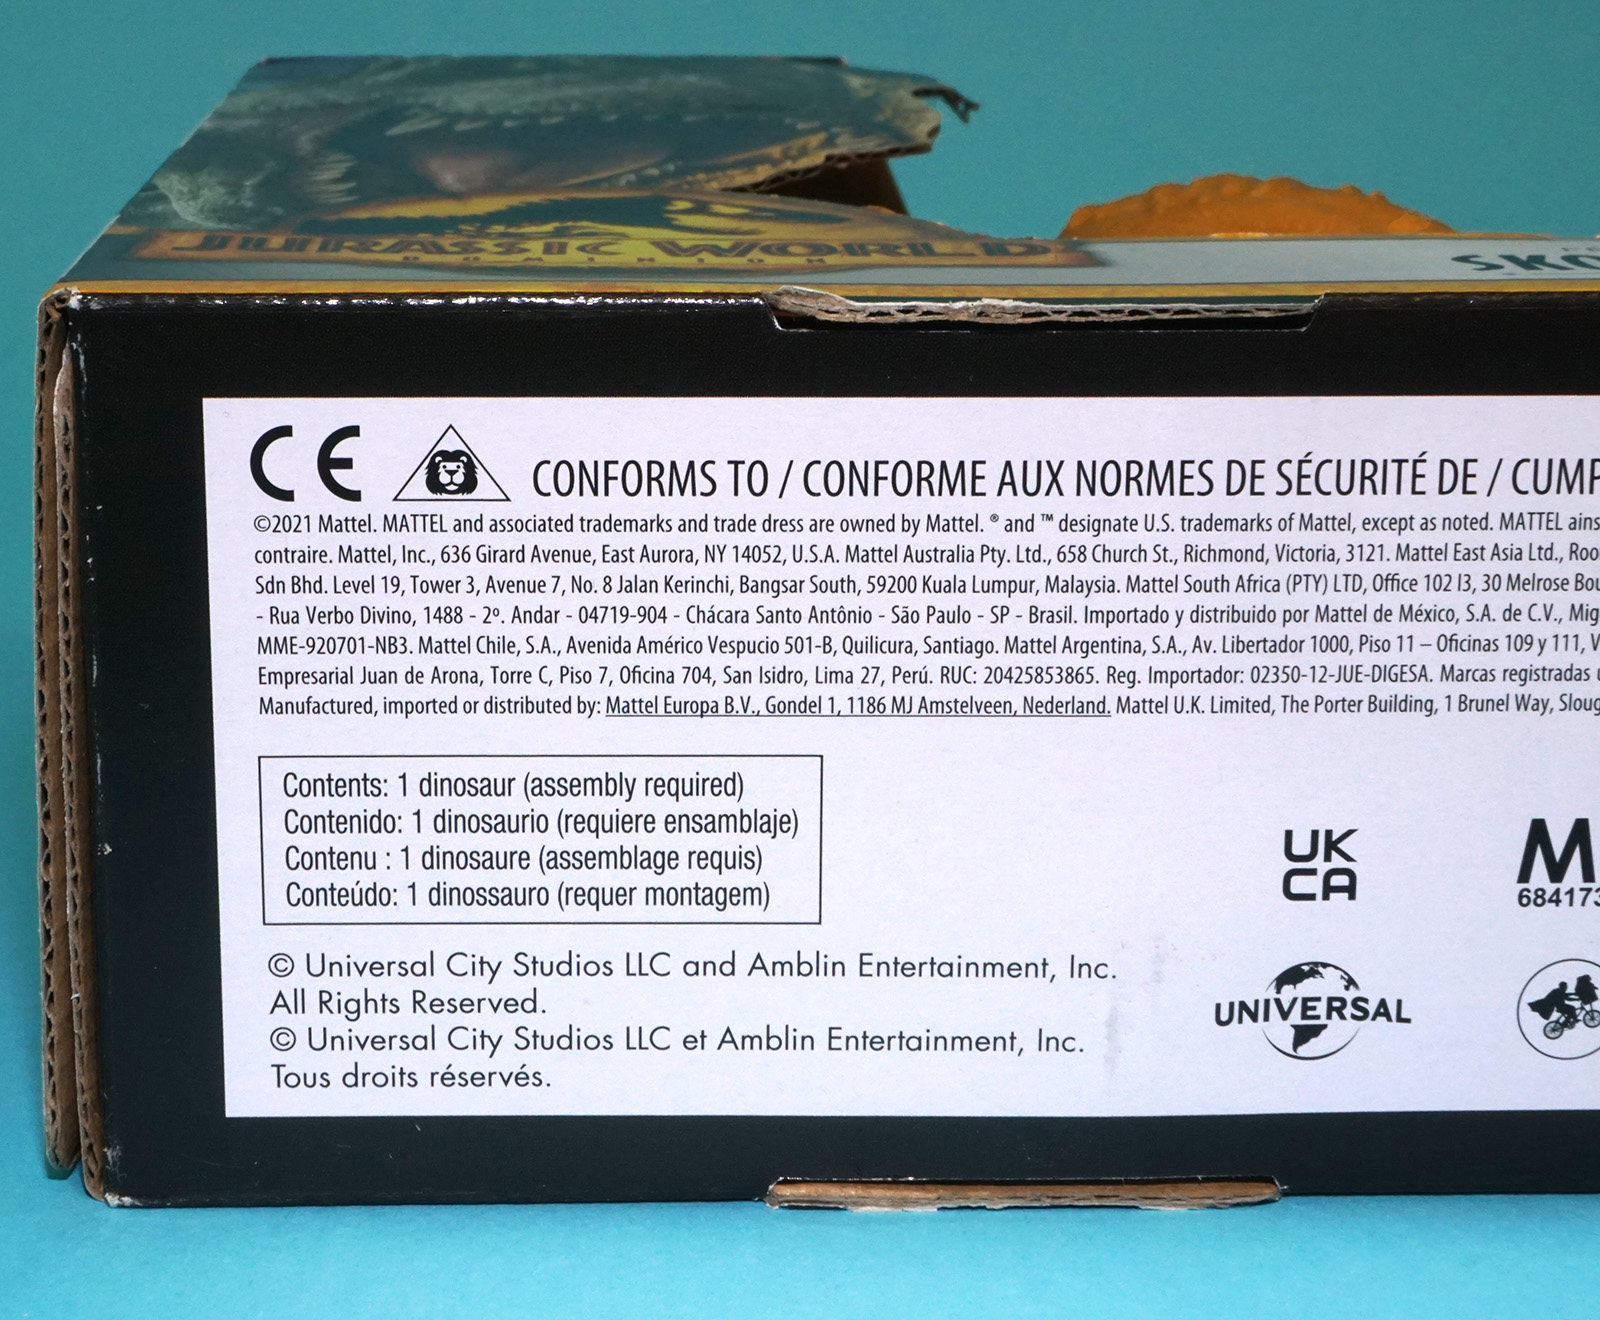 JURASSIC WORLD
DOMINION
CE
CONFORMS TO / CONFORME AUX NORMES DE SÉCURITÉ DE /
©2021 Mattel. MATTEL and associated trademarks and trade dress are owned by Mattel. ® and ™ designate U.S. trademarks of Mattel, except as noted. MATTEL
contraire. Mattel, Inc., 636 Girard Avenue, East Aurora, NY 14052, U.S.A. Mattel Australia Pty. Ltd., 658 Church St., Richmond, Victoria, 3121. Mattel East Asia Ltd.,
Sdn Bhd. Level 19, Tower 3, Avenue 7, No. 8 Jalan Kerinchi, Bangsar South, 59200 Kuala Lumpur, Malaysia. Mattel South Africa (PTY) LTD, Office 102 I3, 30 Melrose
- Rua Verbo Divino, 1488 - 2º. Andar - 04719-904 - Chácara Santo Antônio - São Paulo - SP - Brasil. Importado y distribuido por Mattel de México, S.A. de C.V.,
MME-920701-NB3. Mattel Chile, S.A., Avenida Américo Vespucio 501-B, Quilicura, Santiago. Mattel Argentina, S.A., Av. Libertador 1000, Piso 11 – Oficinas 109 y 111,
Empresarial Juan de Arona, Torre C, Piso 7, Oficina 704, San Isidro, Lima 27, Perú. RUC: 20425853865. Reg. Importador: 02350-12-JUE-DIGESA. Marcas registradas
Manufactured, imported or distributed by: Mattel Europa B.V., Gondel 1, 1186 MJ Amstelveen, Nederland. Mattel U.K. Limited, The Porter Building, 1 Brunel Way,
Contents: 1 dinosaur (assembly required)
Contenido: 1 dinosaurio (requiere ensamblaje)
Contenu : 1 dinosaure (assemblage requis)
Conteúdo: 1 dinossauro (requer montagem)
UK
CA
M
© Universal City Studios LLC and Amblin Entertainment, Inc.
All Rights Reserved.
© Universal City Studios LLC et Amblin Entertainment, Inc.
Tous droits réservés.
UNIVERSAL